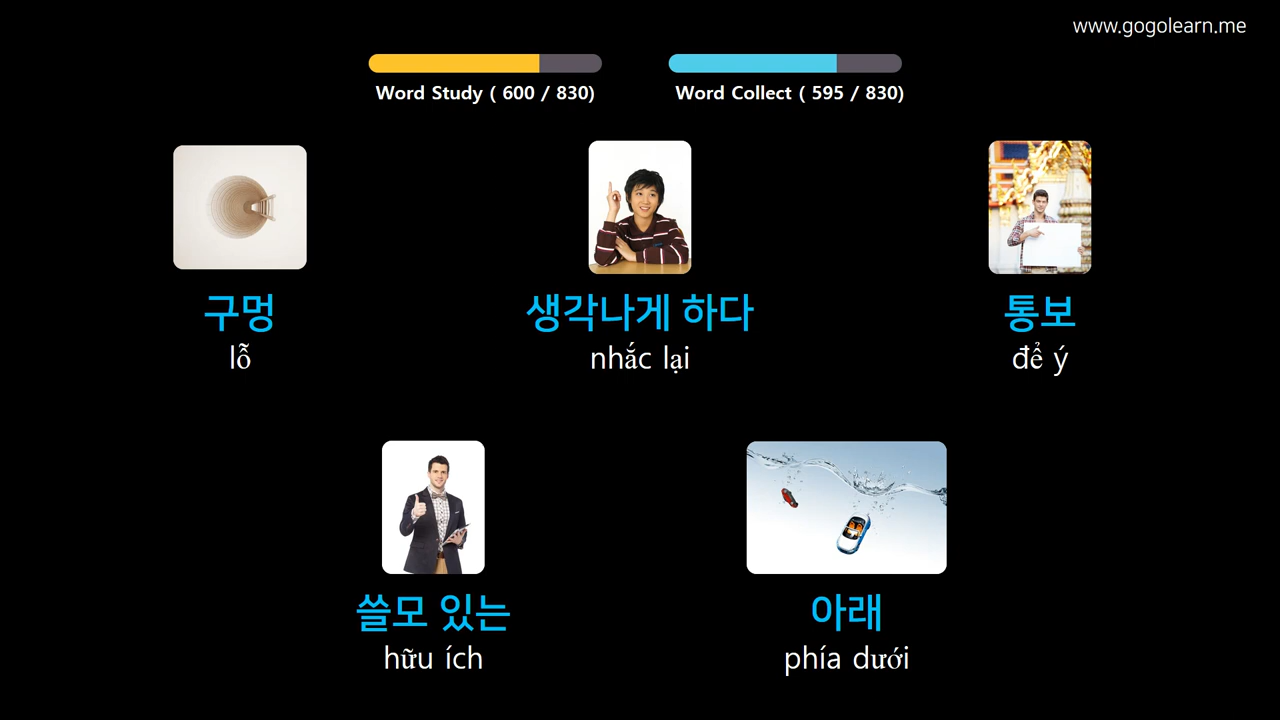 www.gogolearn.me
Word Study ( 600 / 830)
Word Collect ( 595 / 830)
구멍
lỗ
생각나게 하다
nhắc lại
통보
để ý
쓸모 있는
hữu ích
아래
phía dưới